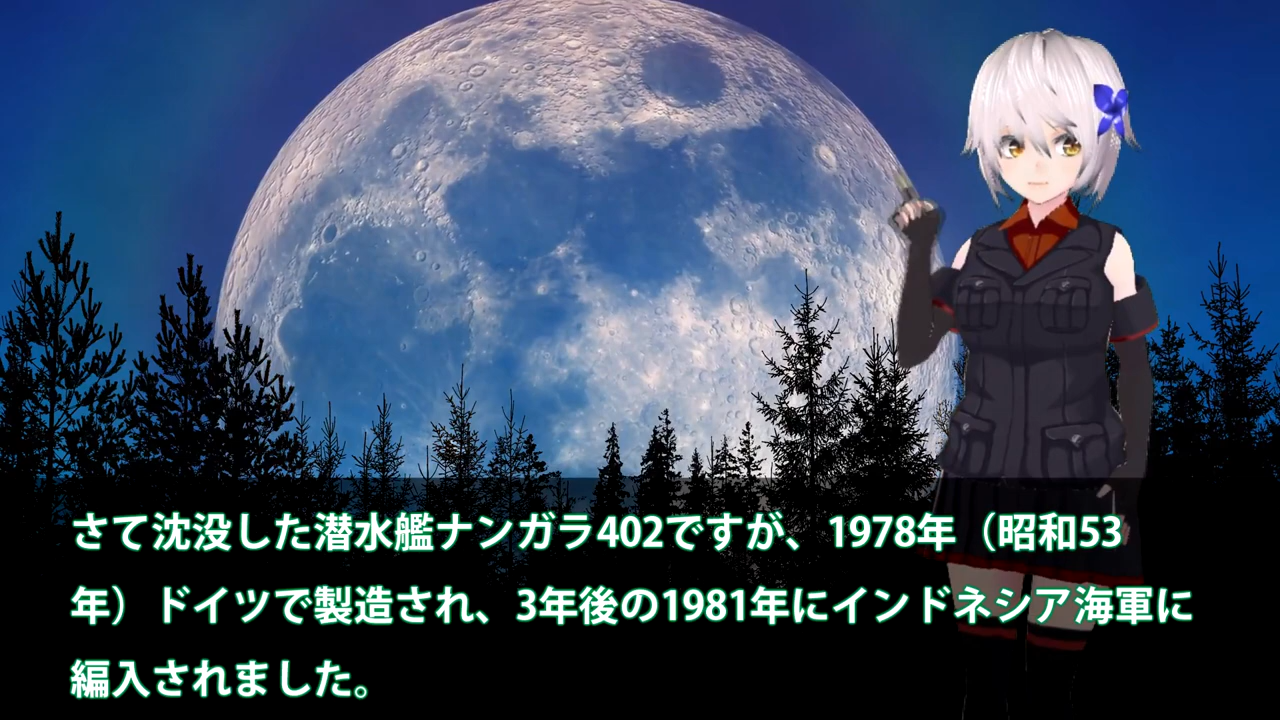 さて沈没した潜水艦ナンガラ402ですが、1978年（昭和53
年）ドイツで製造され、3年後の1981年にインドネシア海軍に
編入されました。